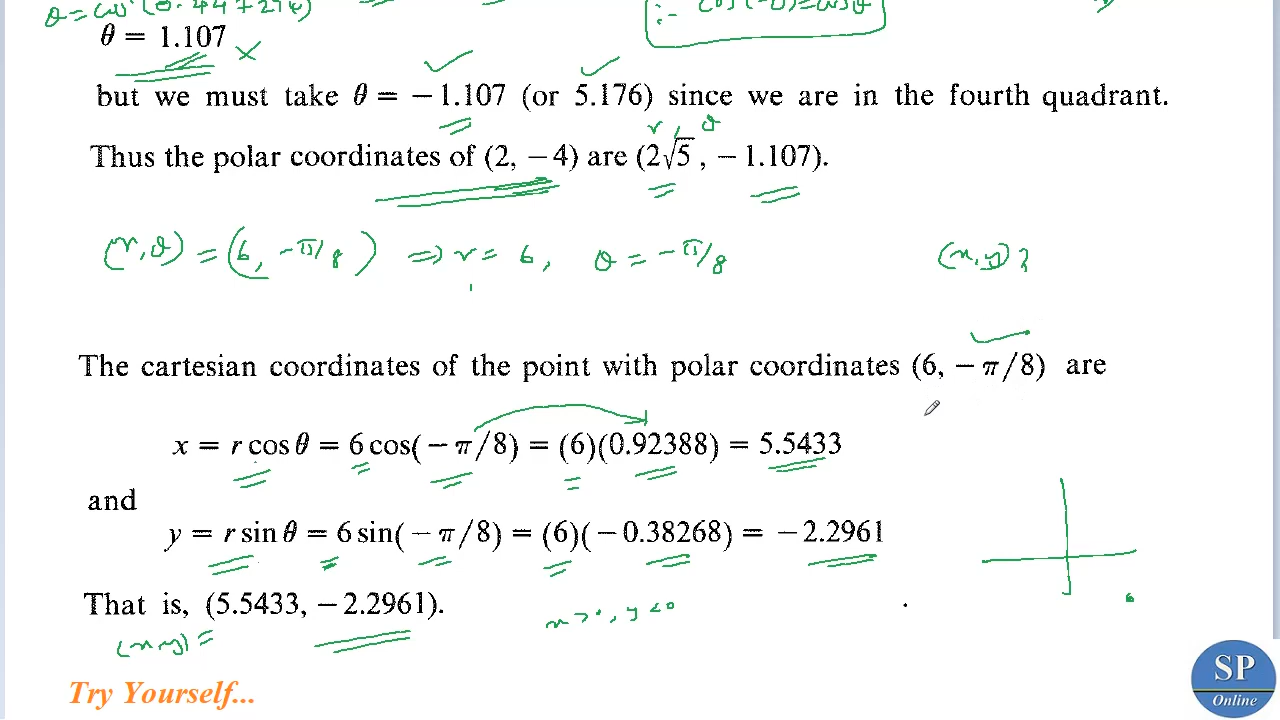 θ = 1.107 ×
but we must take θ = −1.107 (or 5.176) since we are in the fourth quadrant.
r, θ
Thus the polar coordinates of (2, −4) are (2√5, −1.107).
(r, θ) = (6, −π/8) ⇒ r = 6, θ = −π/8 (x, y) ?
The cartesian coordinates of the point with polar coordinates (6, −π/8) are
x = r cos θ = 6 cos(−π/8) = (6)(0.92388) = 5.5433
and
y = r sin θ = 6 sin(−π/8) = (6)(−0.38268) = −2.2961
That is, (5.5433, −2.2961).
x > 0, y < 0
(x, y) =
SP
Online
Try Yourself...